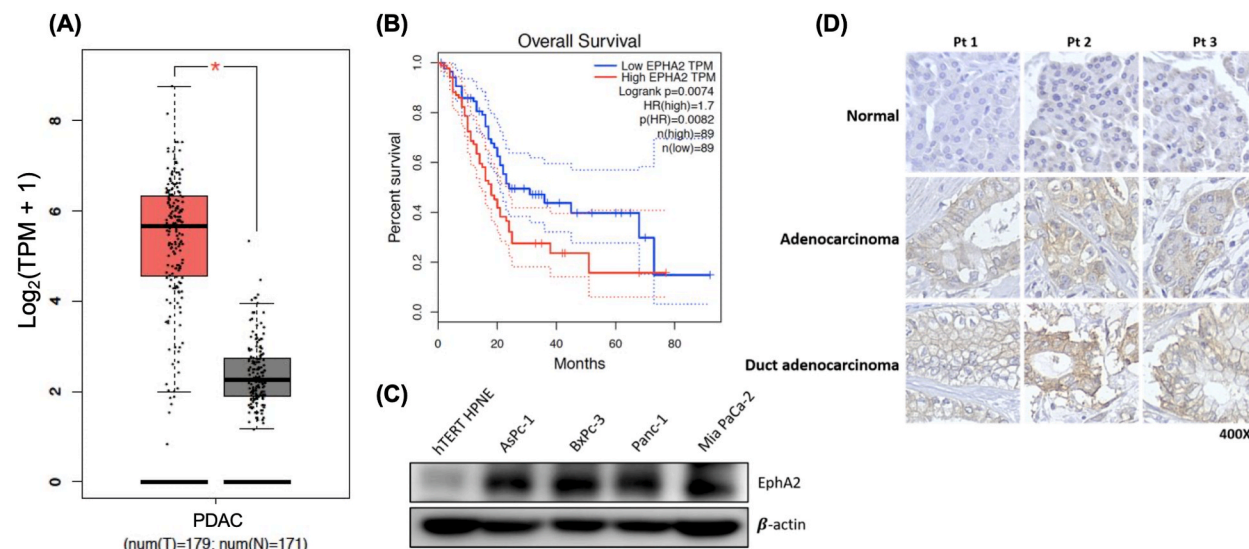 (A)
*
Log₂(TPM + 1)
8
6
4
2
0
PDAC
(num(T)=179; num(N)=171)
(B)
Overall Survival
Low EPHA2 TPM
High EPHA2 TPM
Logrank p=0.0074
HR(high)=1.7
p(HR)=0.0082
n(high)=89
n(low)=89
Percent survival
1.0
0.8
0.6
0.4
0.2
0.0
0 20 40 60 80
Months
(C)
hTERT HPNE AsPc-1 BxPc-3 Panc-1 Mia PaCa-2
EphA2
β-actin
(D)
Pt 1 Pt 2 Pt 3
Normal
Adenocarcinoma
Duct adenocarcinoma
400X